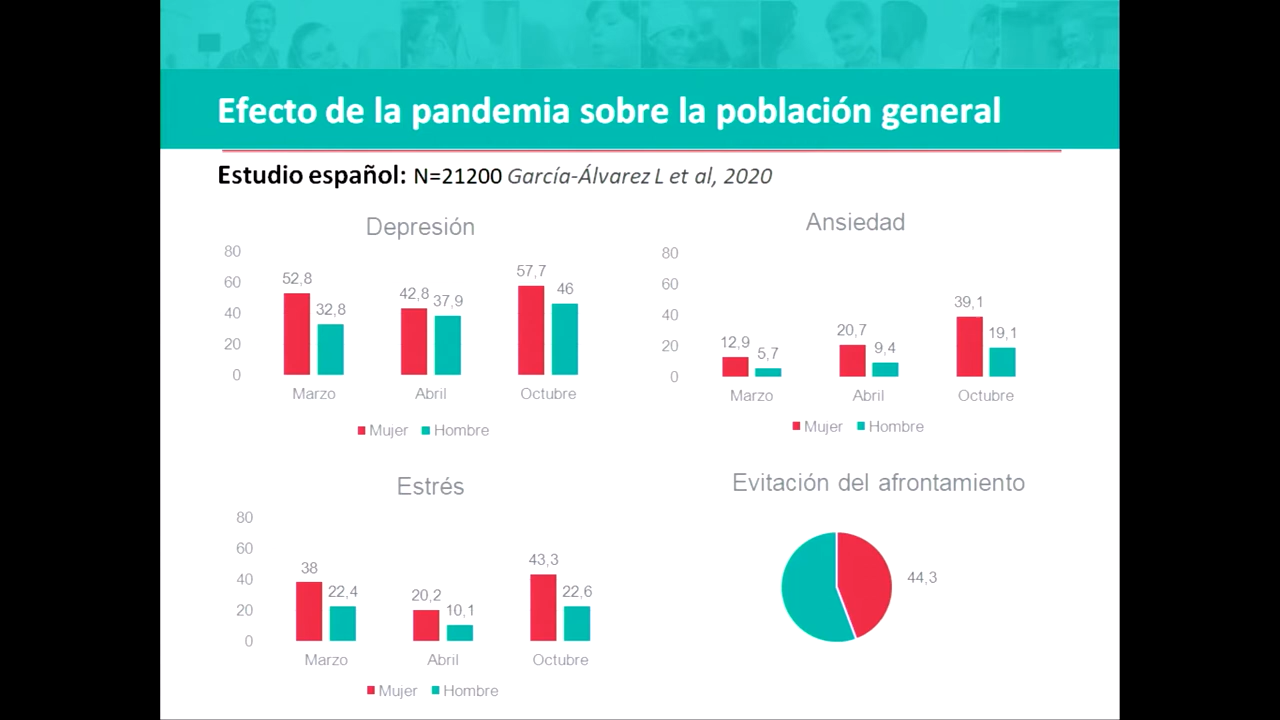 Efecto de la pandemia sobre la población general
Estudio español: N=21200 García-Álvarez L et al, 2020
Depresión
80
60
40
20
0
52,8
32,8
42,8
37,9
57,7
46
Marzo Abril Octubre
Mujer Hombre
Ansiedad
80
60
40
20
0
12,9
5,7
20,7
9,4
39,1
19,1
Marzo Abril Octubre
Mujer Hombre
Estrés
80
60
40
20
0
38
22,4
20,2
10,1
43,3
22,6
Marzo Abril Octubre
Mujer Hombre
Evitación del afrontamiento
44,3